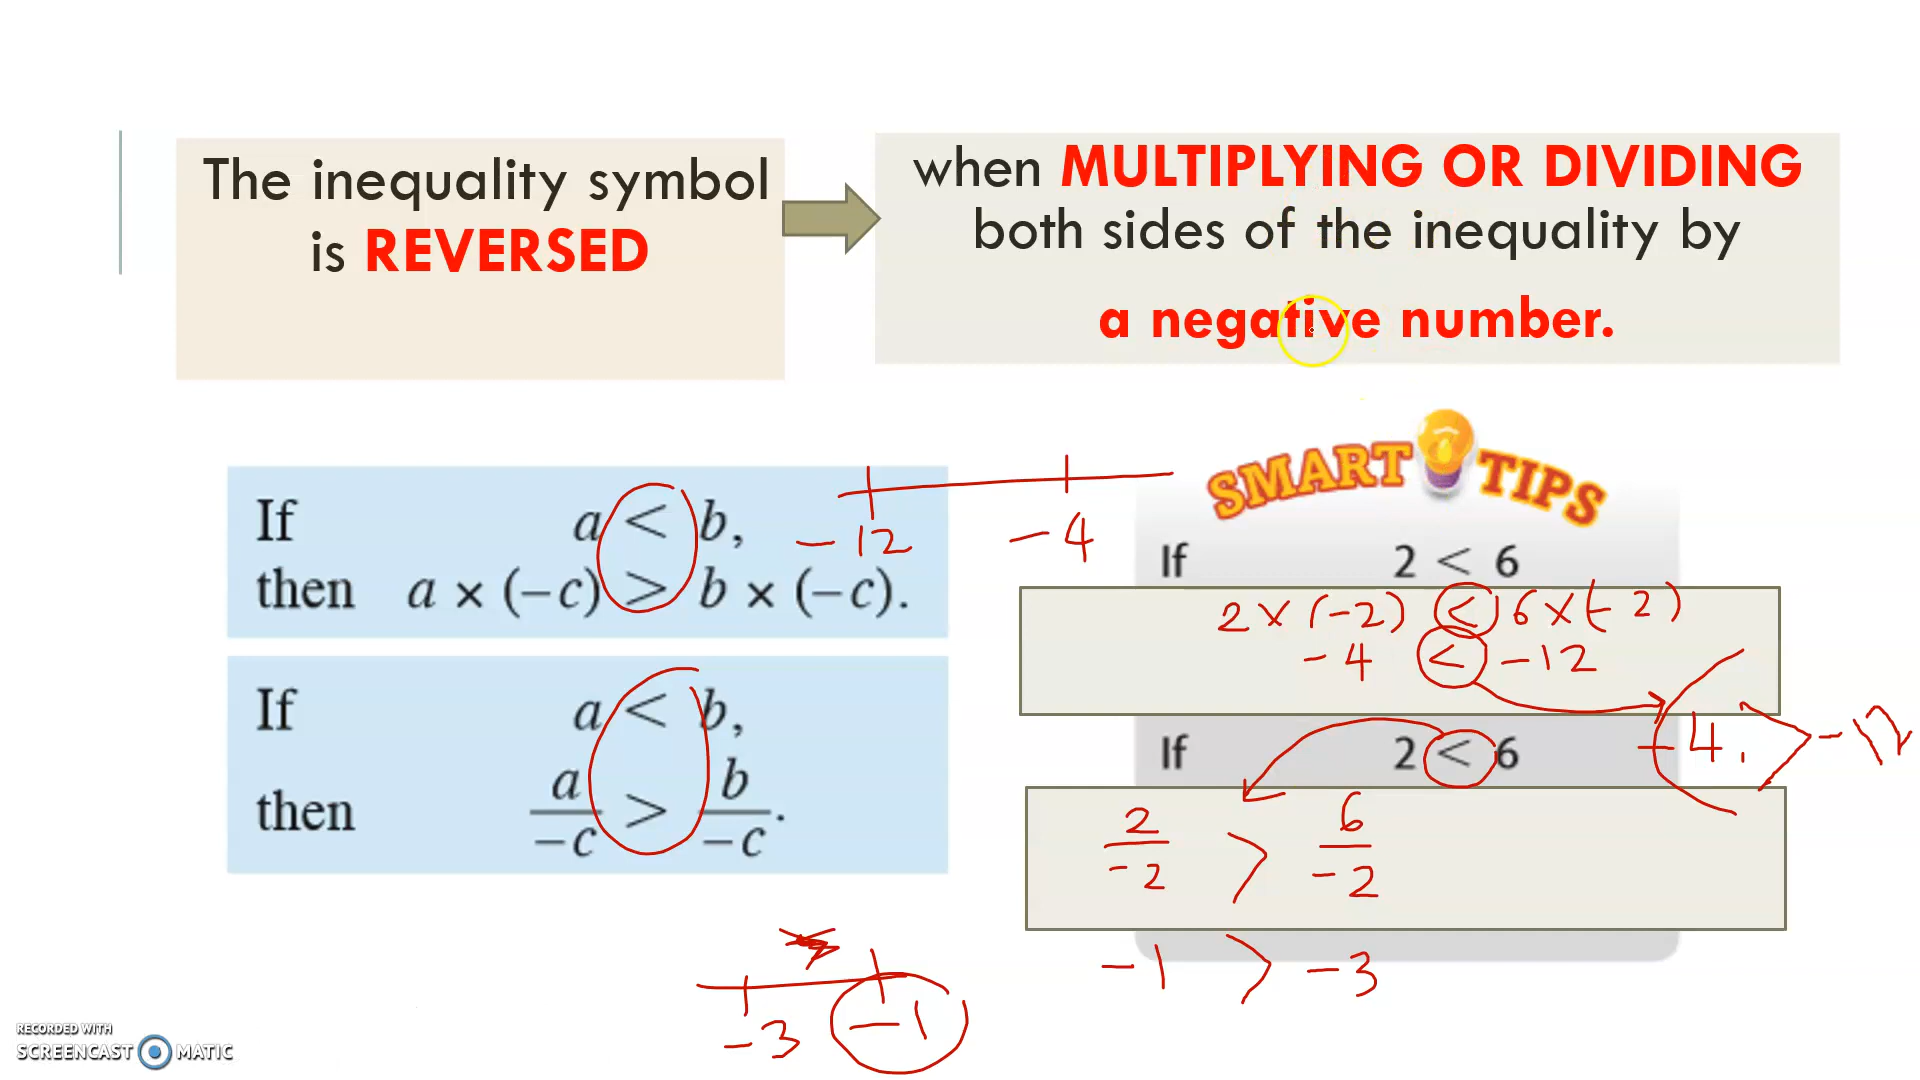 The inequality symbol
is REVERSED
when MULTIPLYING OR DIVIDING
both sides of the inequality by
a negative number.
If a < b,
then a × (−c) > b × (−c).
−12 −4
SMART TIPS
If 2 < 6
2 × (−2) < 6 × (−2)
−4 < −12
−4 > −12
If a < b,
then a/−c > b/−c.
If 2 < 6
2/−2 > 6/−2
−1 > −3
−3 −1
RECORDED WITH
SCREENCAST MATIC